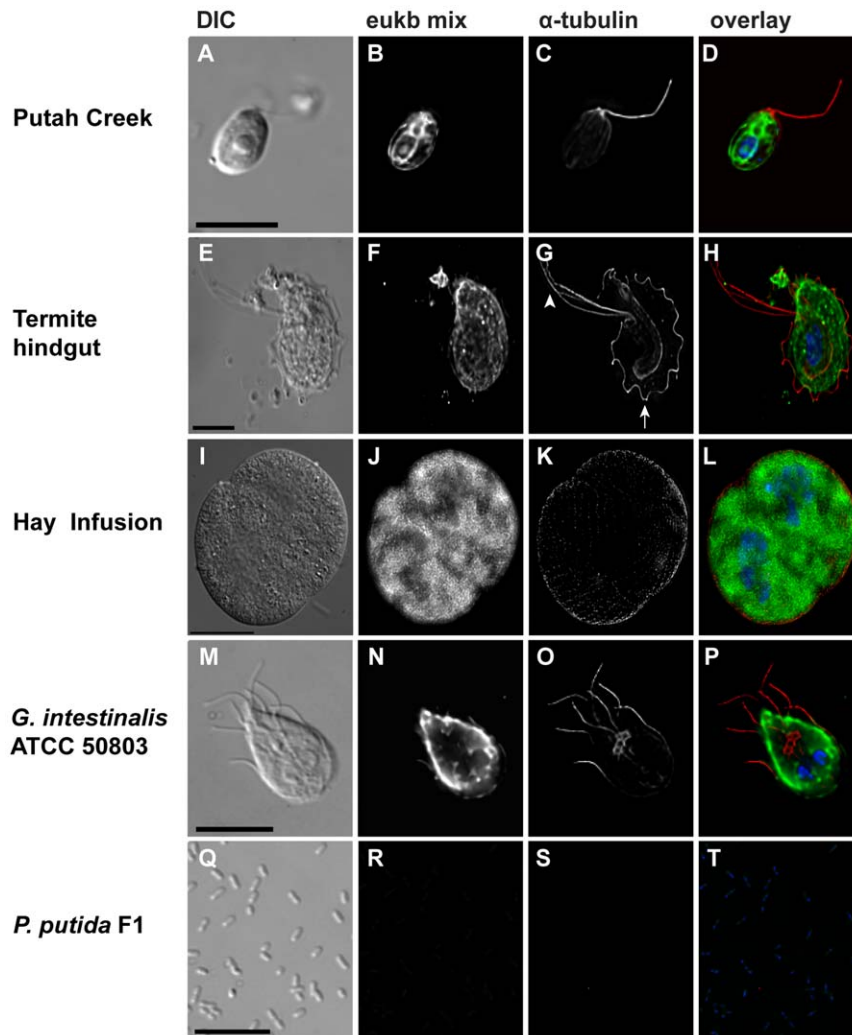 DIC eukb mix α-tubulin overlay
A B C D
Putah Creek
E F G H
Termite
hindgut
I J K L
Hay Infusion
M N O P
G. intestinalis
ATCC 50803
Q R S T
P. putida F1